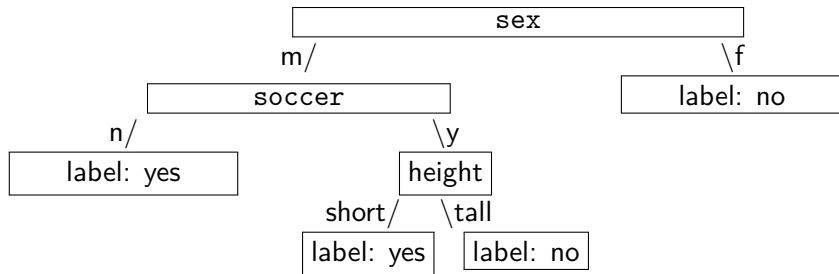 sex
m f
soccer label: no
n y
label: yes height
short tall
label: yes label: no